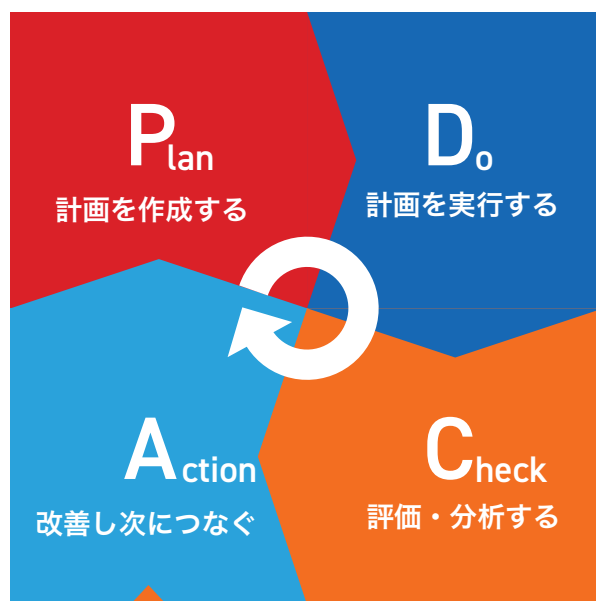 Plan
計画を作成する
Do
計画を実行する
Action
改善し次につなぐ
Check
評価・分析する